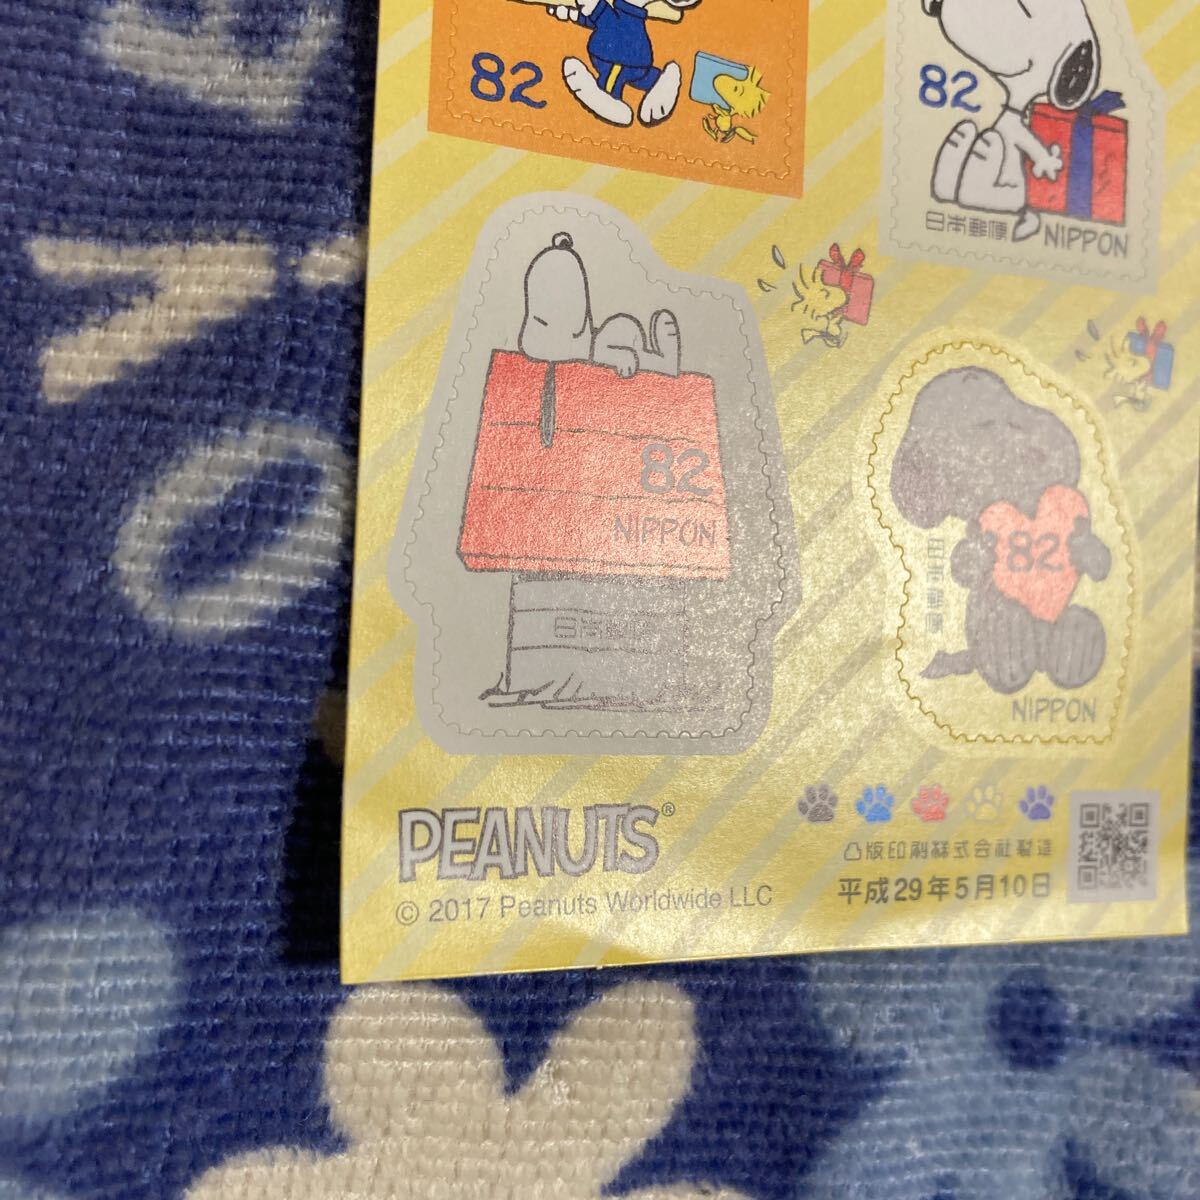 82
82
日本郵便 NIPPON
82
NIPPON
日本郵便
82
日本郵便
NIPPON
PEANUTS®
© 2017 Peanuts Worldwide LLC
凸版印刷株式会社製造
平成29年5月10日